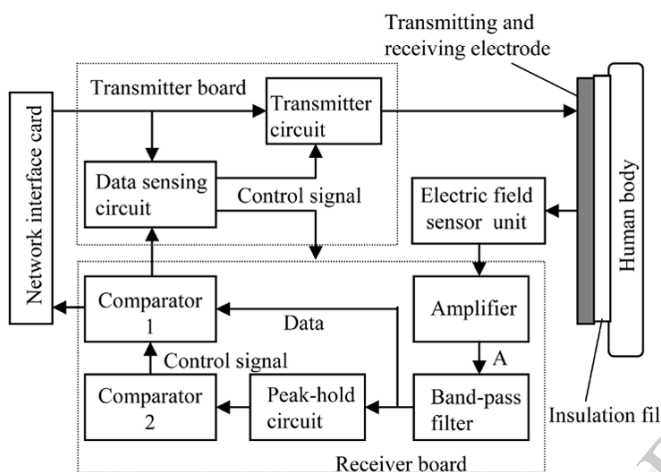 Transmitting and
receiving electrode
Transmitter board
Transmitter
circuit
Data sensing
circuit
Control signal
Electric field
sensor unit
Network interface card
Human body
Comparator
1
Data
Amplifier
A
Control signal
Comparator
2
Peak-hold
circuit
Band-pass
filter
Insulation fil
Receiver board